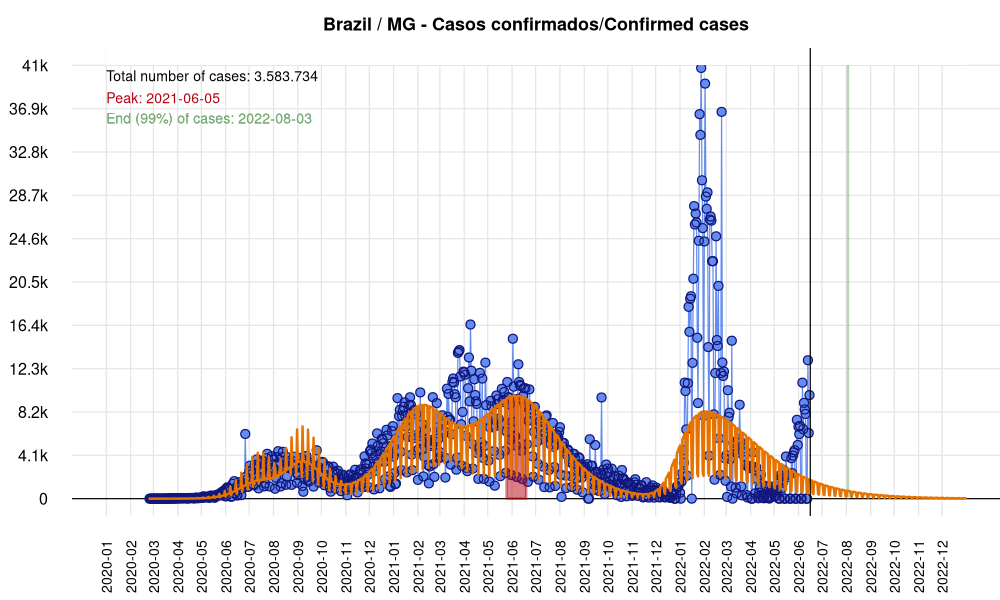 Brazil / MG - Casos confirmados/Confirmed cases
41k
36.9k
32.8k
28.7k
24.6k
20.5k
16.4k
12.3k
8.2k
4.1k
0
Total number of cases: 3.583.734
Peak: 2021-06-05
End (99%) of cases: 2022-08-03
2020-01
2020-02
2020-03
2020-04
2020-05
2020-06
2020-07
2020-08
2020-09
2020-10
2020-11
2020-12
2021-01
2021-02
2021-03
2021-04
2021-05
2021-06
2021-07
2021-08
2021-09
2021-10
2021-11
2021-12
2022-01
2022-02
2022-03
2022-04
2022-05
2022-06
2022-07
2022-08
2022-09
2022-10
2022-11
2022-12